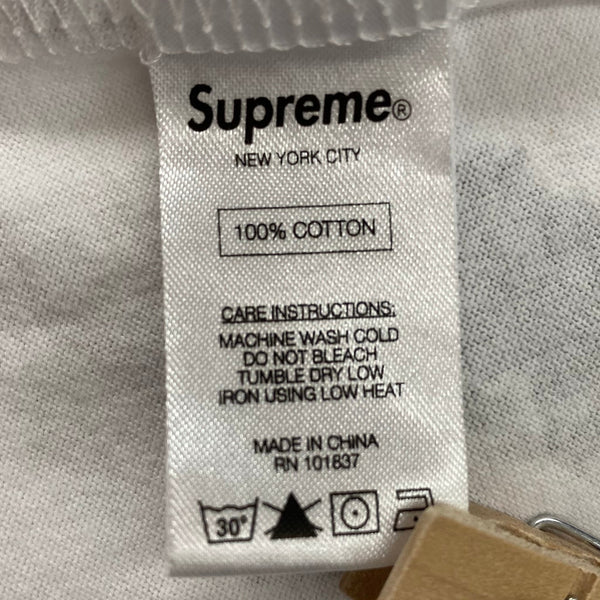 Supreme®
NEW YORK CITY
100% COTTON
CARE INSTRUCTIONS:
MACHINE WASH COLD
DO NOT BLEACH
TUMBLE DRY LOW
IRON USING LOW HEAT
MADE IN CHINA
RN 101837
30°